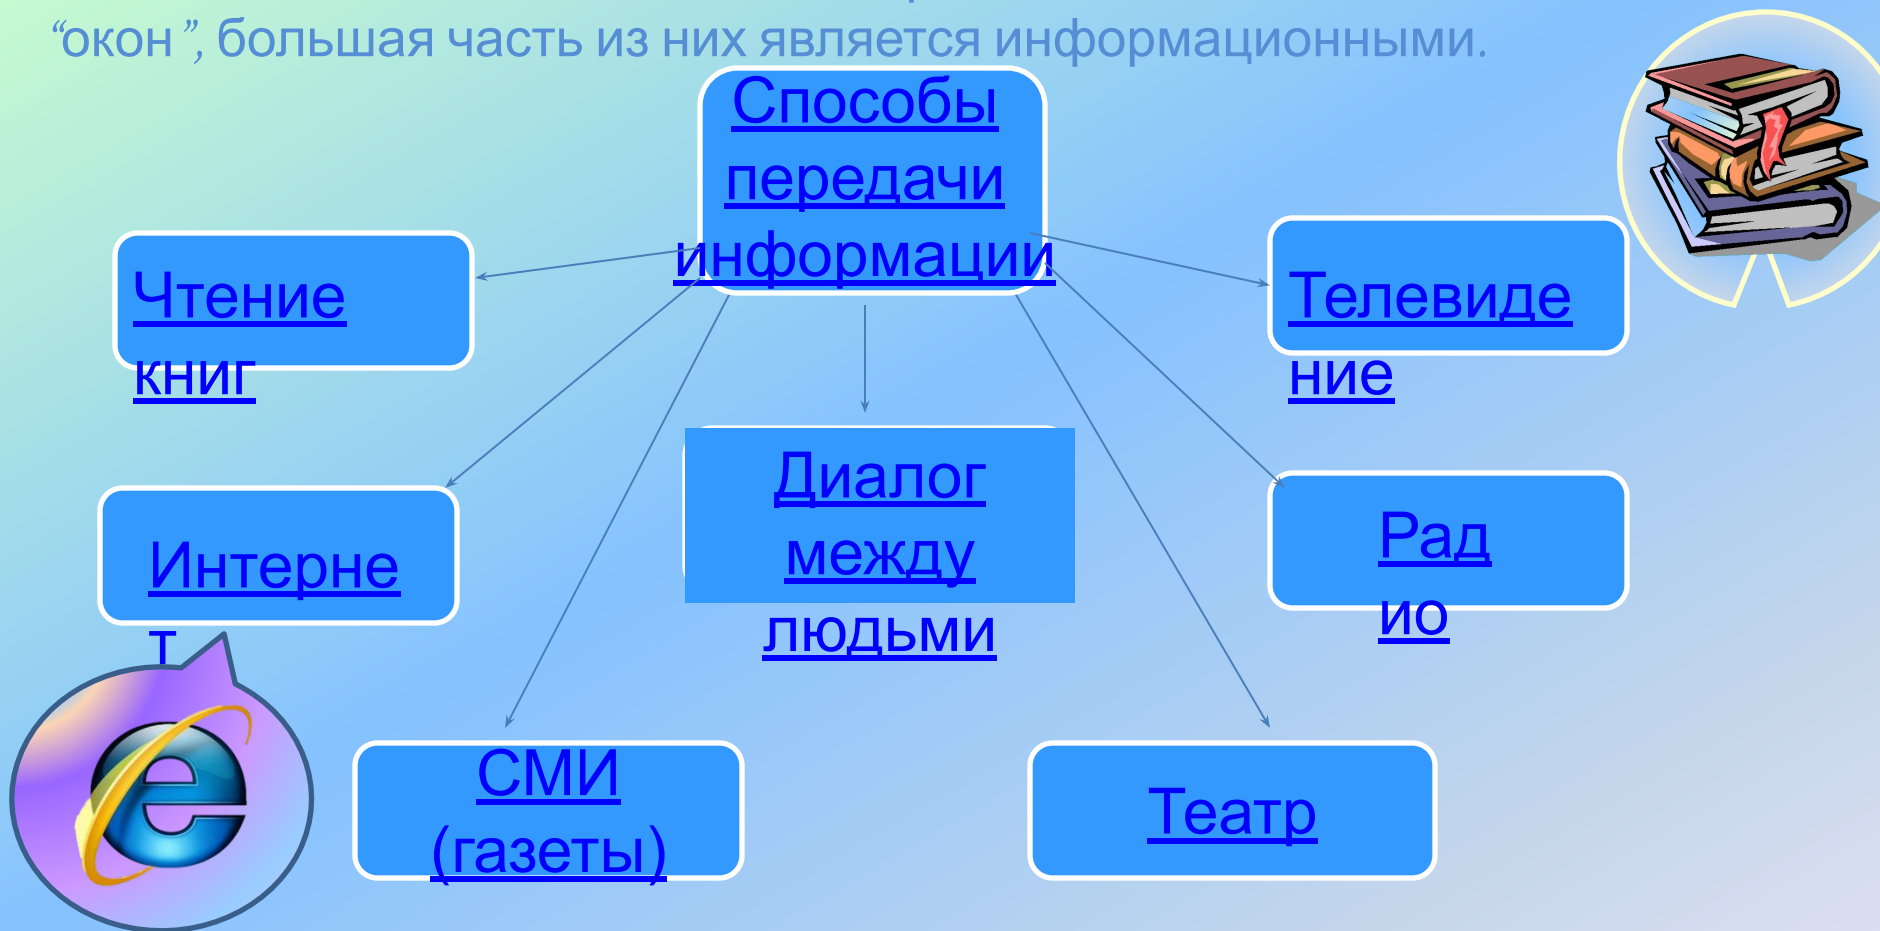 “окон”, большая часть из них является информационными.
Способы
передачи
информации
Чтение
книг
Телевиде
ние
Интерне
т
Диалог
между
людьми
Рад
ио
СМИ
(газеты)
Театр